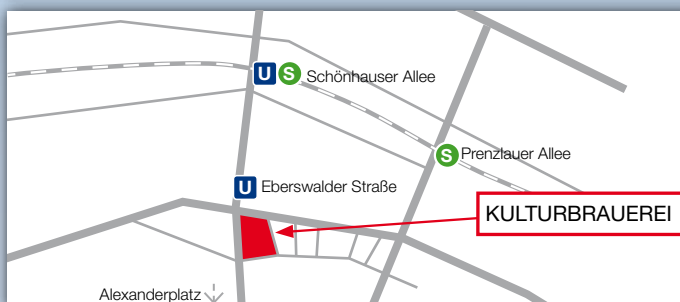 U S Schönhauser Allee
S Prenzlauer Allee
U Eberswalder Straße
KULTURBRAUEREI
Alexanderplatz